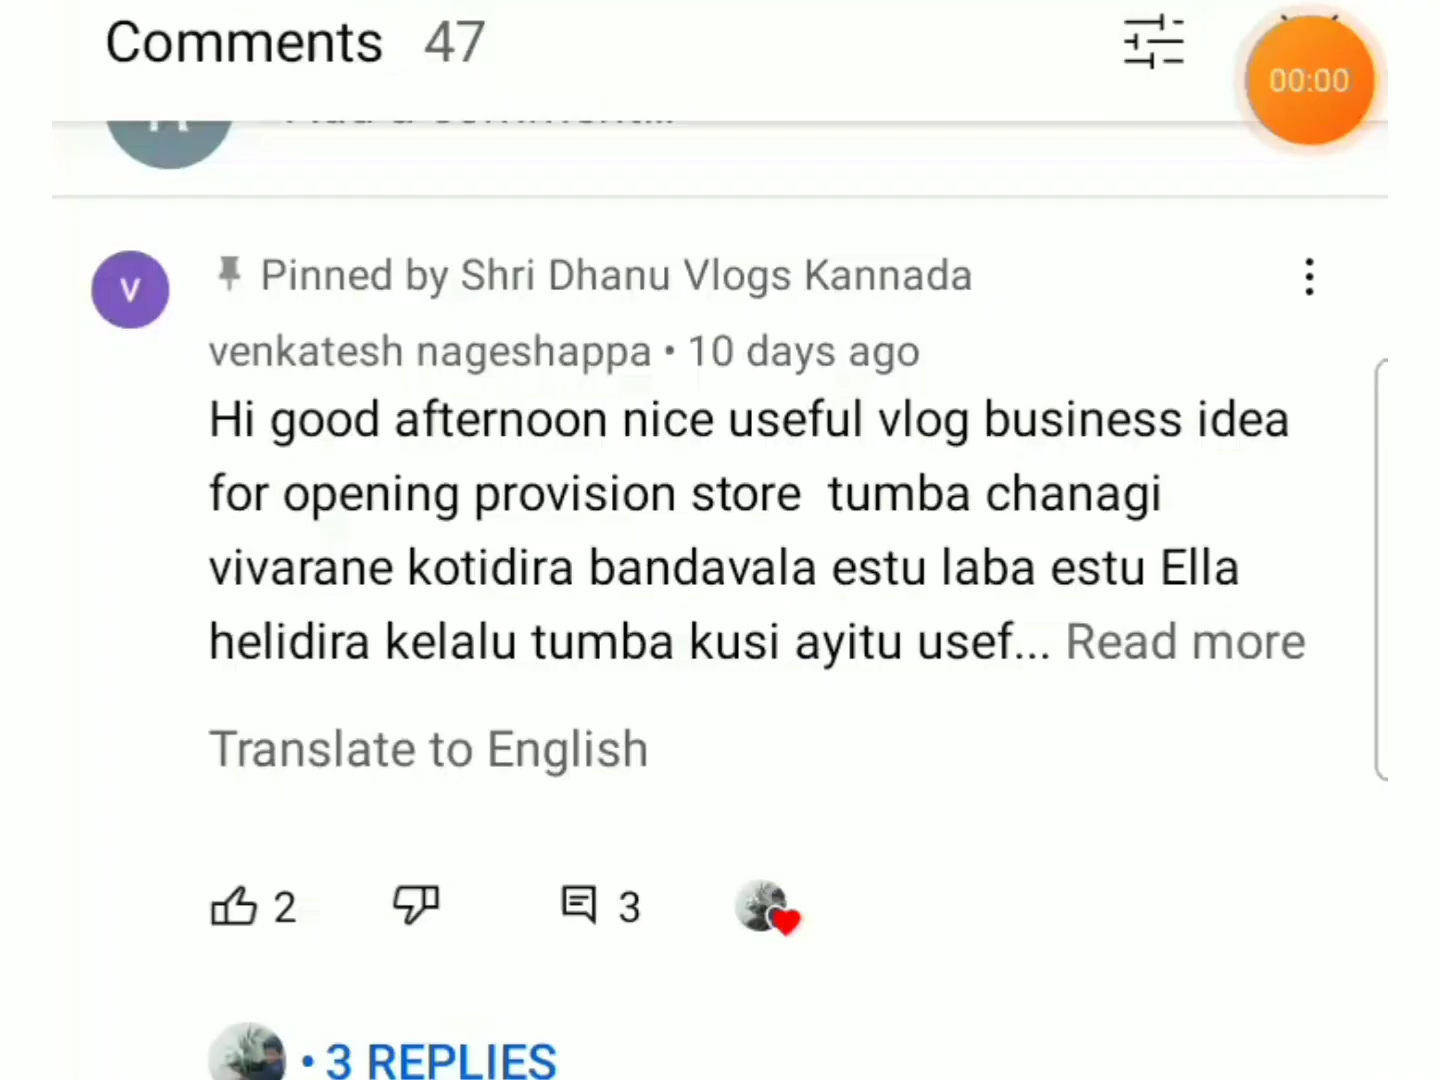 Comments 47
00:00
V
Pinned by Shri Dhanu Vlogs Kannada
venkatesh nageshappa • 10 days ago
Hi good afternoon nice useful vlog business idea
for opening provision store tumba chanagi
vivarane kotidira bandavala estu laba estu Ella
helidira kelalu tumba kusi ayitu usef... Read more
Translate to English
2 3
• 3 REPLIES